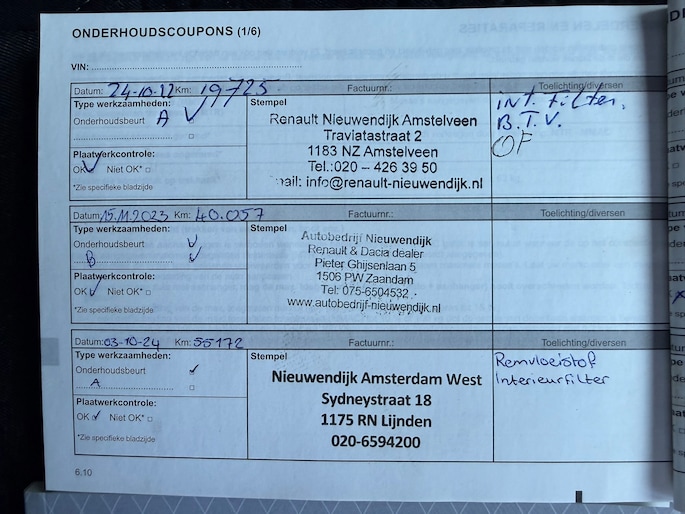 ONDERHOUDSCOUPONS (1/6)
VIN:
Datum: 24-10-22 Km: 19725 Factuurnr.: Toelichting/diversen
Type werkzaamheden: Stempel
Onderhoudsbeurt A ✓
int. filter.
B.T.V.
OF
Renault Nieuwendijk Amstelveen
Traviatastraat 2
1183 NZ Amstelveen
Tel.:020 – 426 39 50
mail: info@renault-nieuwendijk.nl
Plaatwerkcontrole:
OK ✓ Niet OK* □
*Zie specifieke bladzijde
Datum: 15.11.2023 Km: 40.057 Factuurnr.: Toelichting/diversen
Type werkzaamheden: Stempel
Onderhoudsbeurt ✓
B ✓
Autobedrijf Nieuwendijk
Renault & Dacia dealer
Pieter Ghijsenlaan 5
1506 PW Zaandam
Tel: 075-6504532
www.autobedrijf-nieuwendijk.nl
Plaatwerkcontrole:
OK ✓ Niet OK* □
*Zie specifieke bladzijde
Datum: 03-10-24 Km: 55172 Factuurnr.: Toelichting/diversen
Type werkzaamheden: Stempel
Onderhoudsbeurt ✓
A □
Remvloeistof
Interieurfilter
Nieuwendijk Amsterdam West
Sydneystraat 18
1175 RN Lijnden
020-6594200
Plaatwerkcontrole:
OK ✓ Niet OK* □
*Zie specifieke bladzijde
6.10